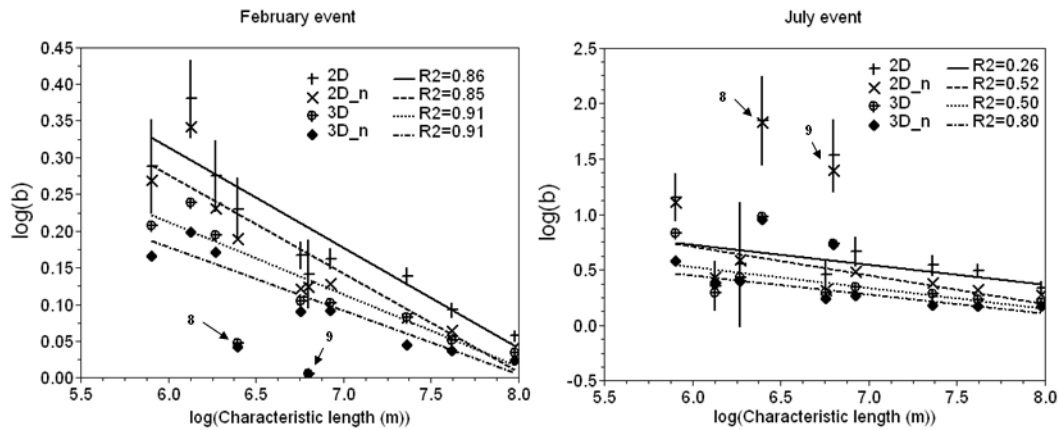 February event
log(b)
0.45
0.40
0.35
0.30
0.25
0.20
0.15
0.10
0.05
0.00
2D R2=0.86
2D_n R2=0.85
3D R2=0.91
3D_n R2=0.91
8
9
5.5 6.0 6.5 7.0 7.5 8.0
log(Characteristic length (m))
July event
log(b)
2.5
2.0
1.5
1.0
0.5
0.0
-0.5
2D R2=0.26
2D_n R2=0.52
3D R2=0.50
3D_n R2=0.80
8
9
5.5 6.0 6.5 7.0 7.5 8.0
log(Characteristic length (m))